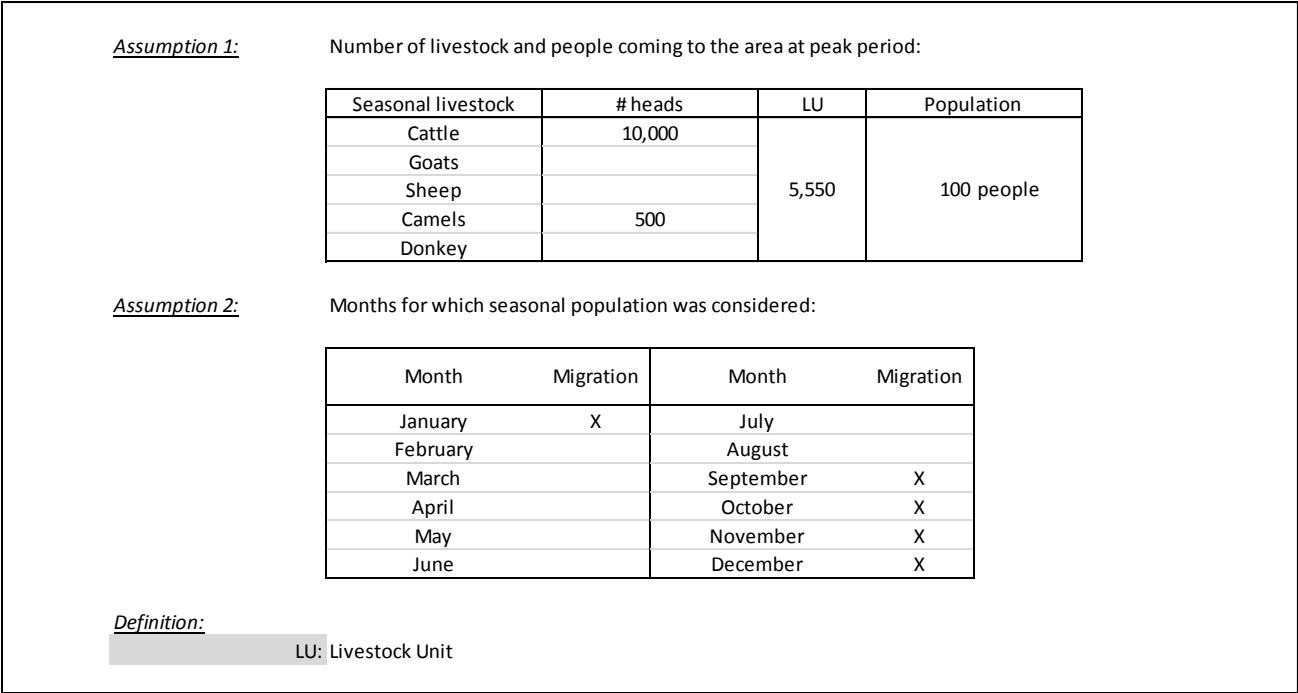 Assumption 1: Number of livestock and people coming to the area at peak period:
Seasonal livestock # heads LU Population
Cattle 10,000
Goats
Sheep 5,550 100 people
Camels 500
Donkey
Assumption 2: Months for which seasonal population was considered:
Month Migration Month Migration
January X July
February August
March September X
April October X
May November X
June December X
Definition:
LU: Livestock Unit